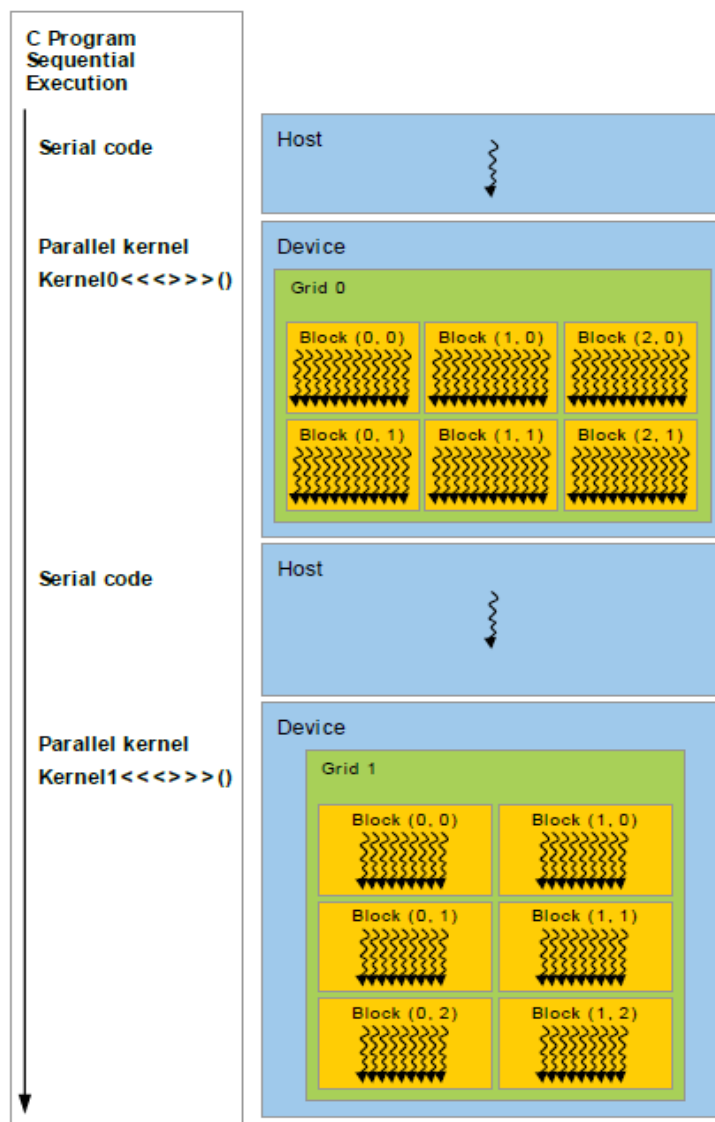 C Program
Sequential
Execution
Serial code
Host
Parallel kernel
Kernel0<<<>>>()
Device
Grid 0
Block (0, 0) Block (1, 0) Block (2, 0)
Block (0, 1) Block (1, 1) Block (2, 1)
Serial code
Host
Parallel kernel
Kernel1<<<>>>()
Device
Grid 1
Block (0, 0) Block (1, 0)
Block (0, 1) Block (1, 1)
Block (0, 2) Block (1, 2)